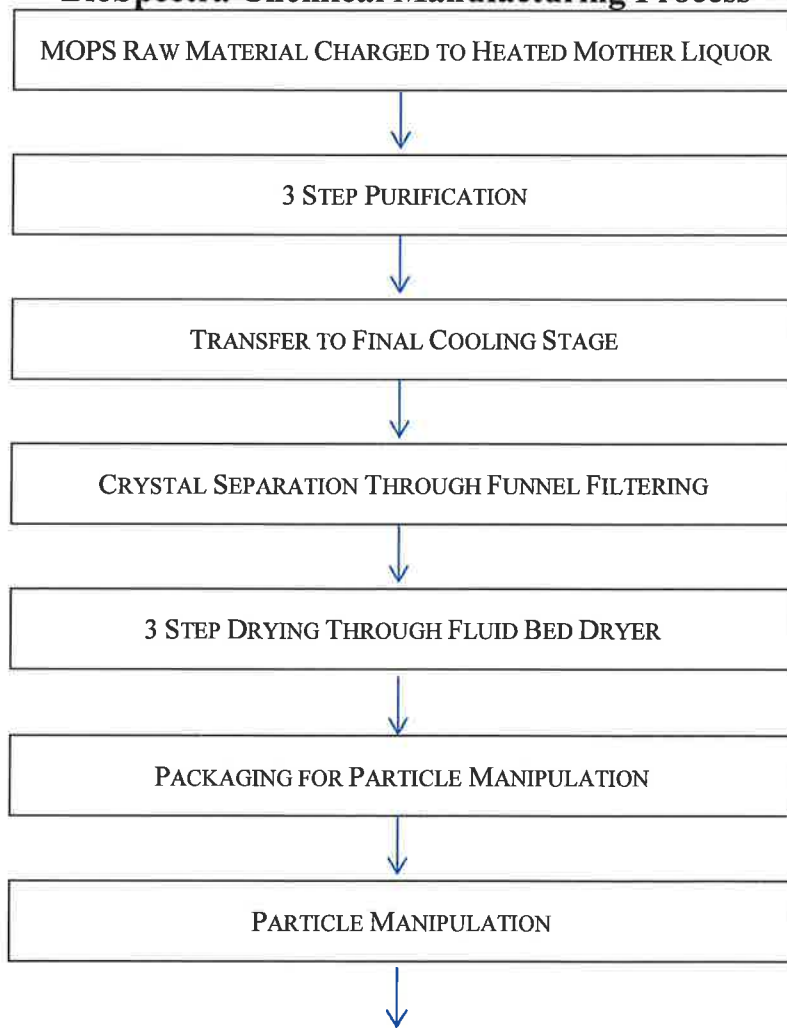 BioSpectra Chemical Manufacturing Process
MOPS RAW MATERIAL CHARGED TO HEATED MOTHER LIQUOR
3 STEP PURIFICATION
TRANSFER TO FINAL COOLING STAGE
CRYSTAL SEPARATION THROUGH FUNNEL FILTERING
3 STEP DRYING THROUGH FLUID BED DRYER
PACKAGING FOR PARTICLE MANIPULATION
PARTICLE MANIPULATION